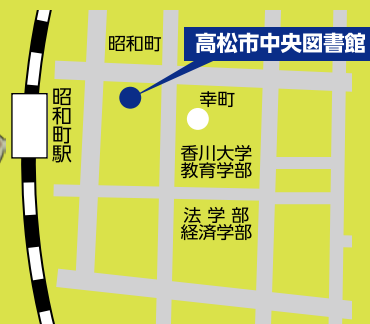 昭和町
高松市中央図書館
昭和町駅
幸町
香川大学
教育学部
法学部
経済学部